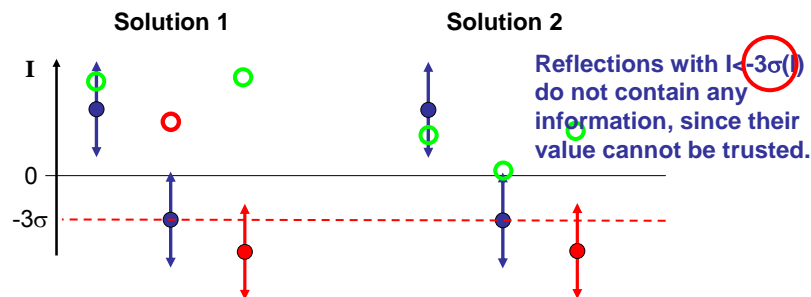 Solution 1
Solution 2
I
Reflections with I<-3σ(I)
do not contain any
information, since their
value cannot be trusted.
0
-3σ